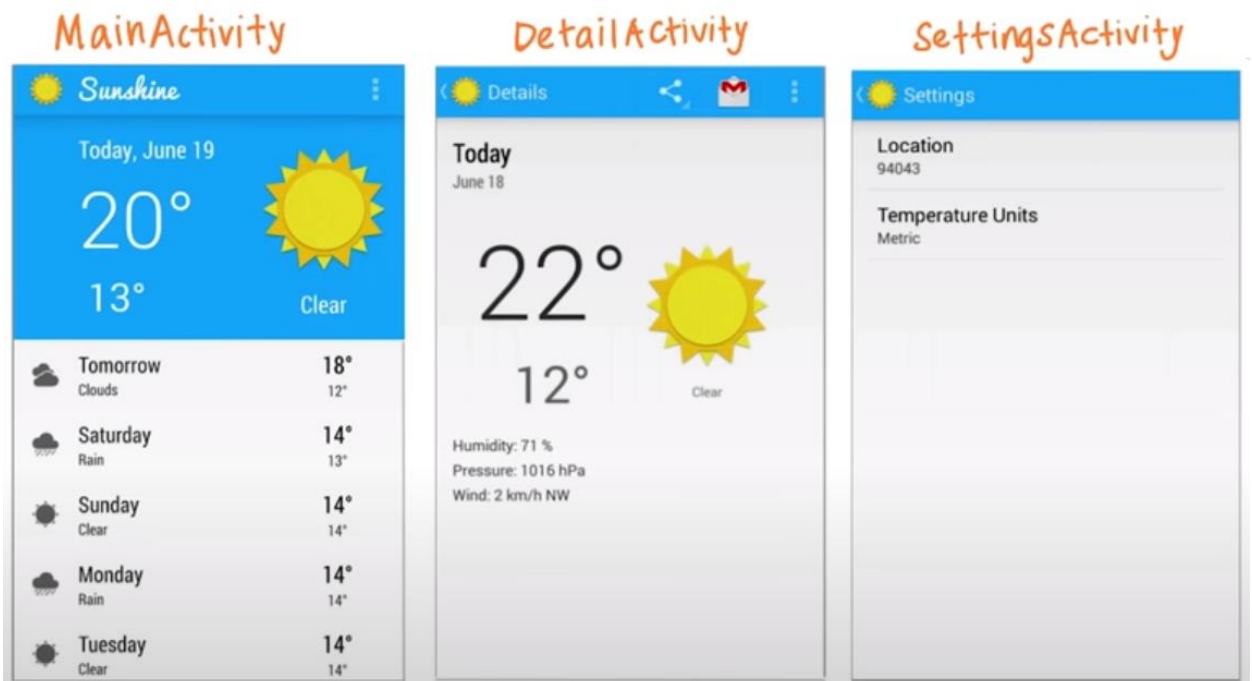 MainActivity
Sunshine
Today, June 19
20°
13°
Clear
Tomorrow
Clouds
18°
12°
Saturday
Rain
14°
13°
Sunday
Clear
14°
14°
Monday
Rain
14°
14°
Tuesday
Clear
14°
14°
DetailActivity
Details
Today
June 18
22°
12°
Clear
Humidity: 71 %
Pressure: 1016 hPa
Wind: 2 km/h NW
SettingsActivity
Settings
Location
94043
Temperature Units
Metric